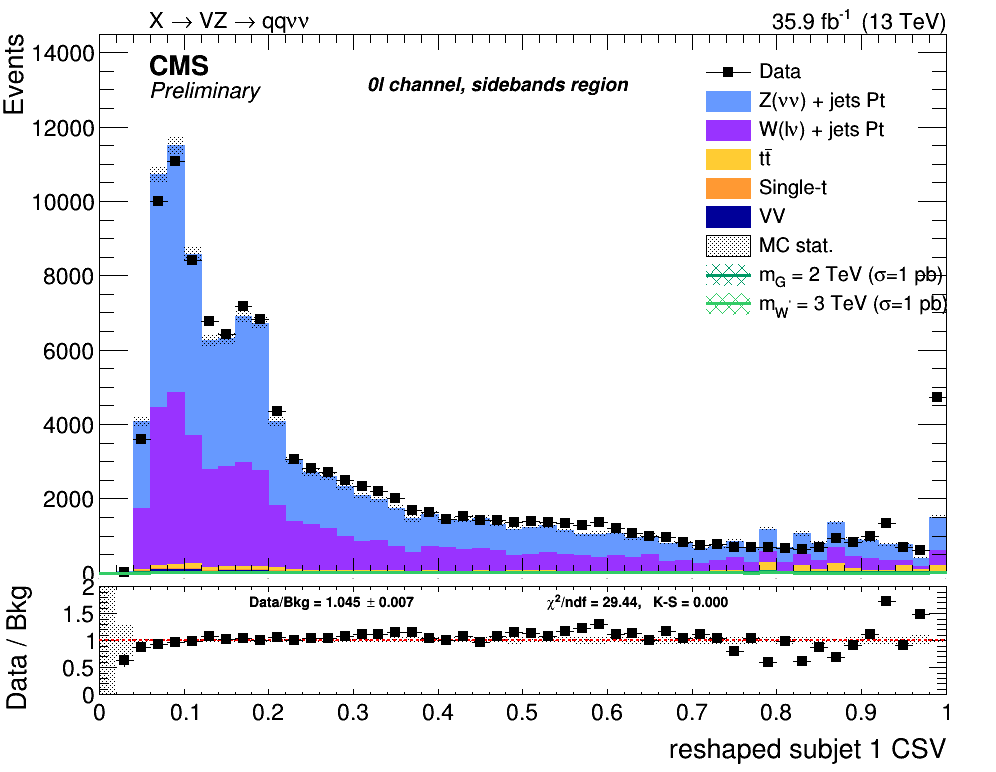 X → VZ → qqνν
35.9 fb⁻¹ (13 TeV)
Events
14000
12000
10000
8000
6000
4000
2000
0
CMS
Preliminary
0l channel, sidebands region
Data
Z(νν) + jets Pt
W(lν) + jets Pt
tt̄
Single-t
VV
MC stat.
m_G = 2 TeV (σ=1 pb)
m_W' = 3 TeV (σ=1 pb)
Data / Bkg
2
1.5
1
0.5
0
Data/Bkg = 1.045 ± 0.007
χ²/ndf = 29.44, K-S = 0.000
0 0.1 0.2 0.3 0.4 0.5 0.6 0.7 0.8 0.9 1
reshaped subjet 1 CSV